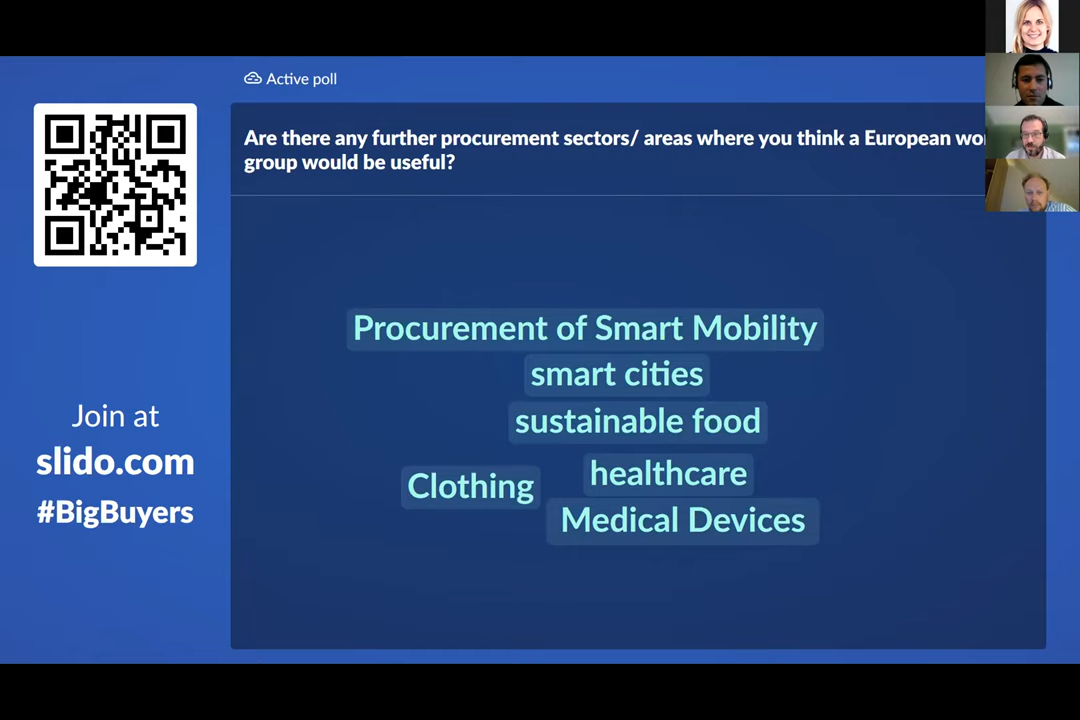 Active poll
Are there any further procurement sectors/ areas where you think a European
group would be useful?
Procurement of Smart Mobility
smart cities
sustainable food
healthcare
Clothing
Medical Devices
Join at
slido.com
#BigBuyers